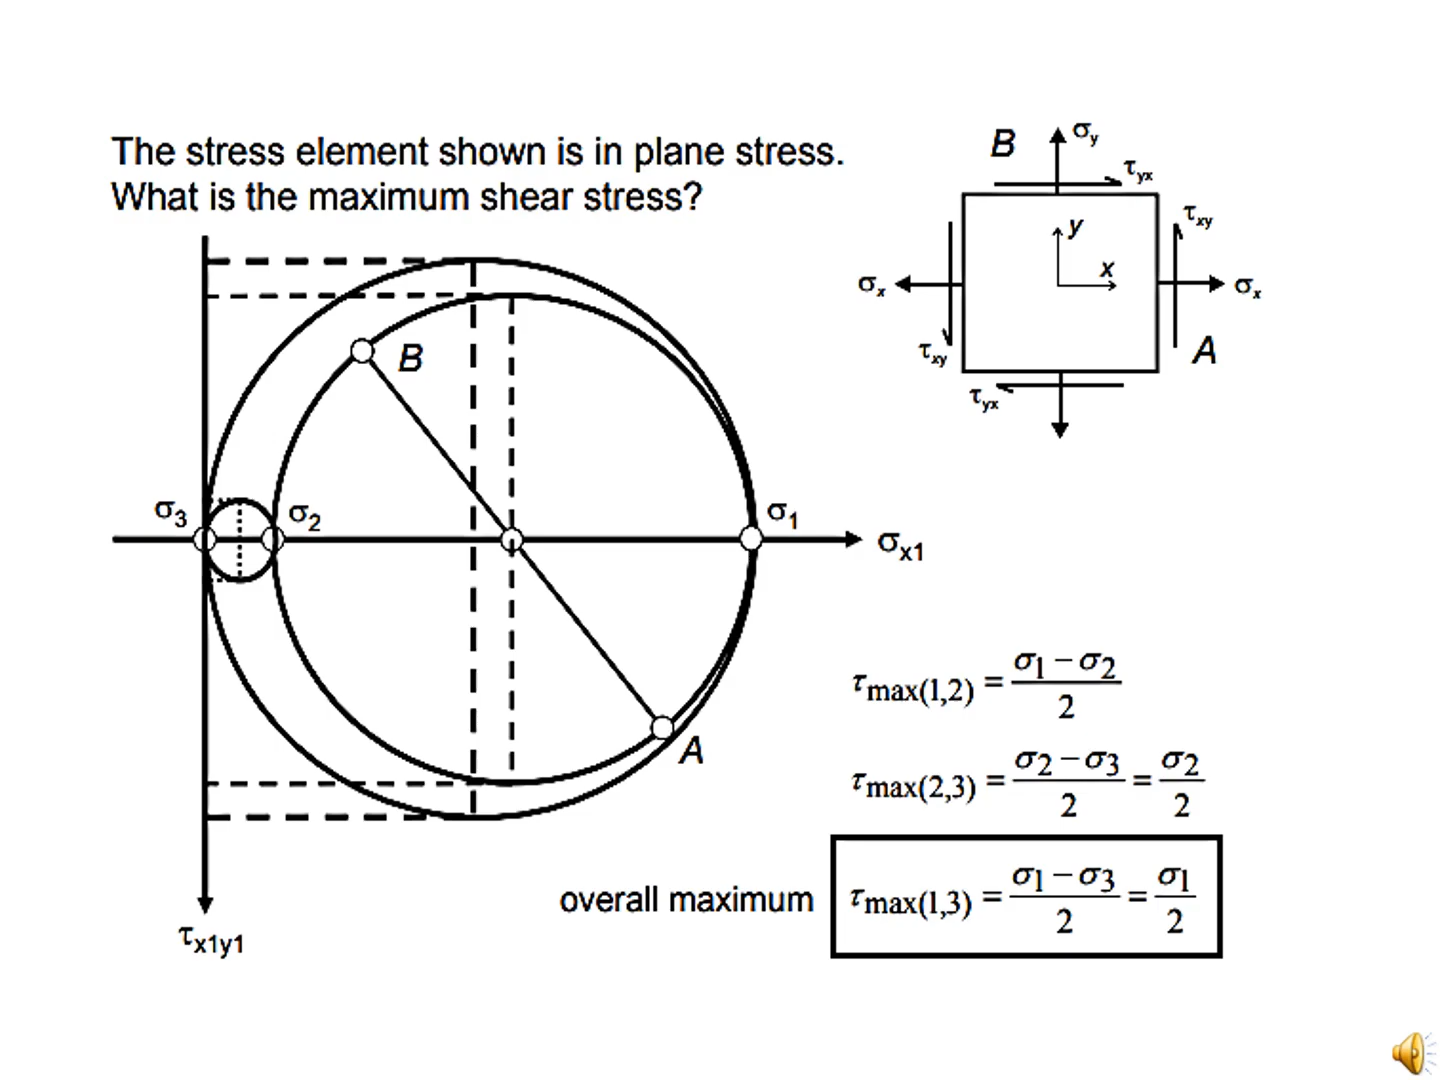 The stress element shown is in plane stress.
What is the maximum shear stress?
B σy
τyx
τxy
y
x
σx σx
τxy A
τyx
B
σ3 σ2 σ1
σx1
A
τmax(1,2) = (σ1 − σ2)/2
τmax(2,3) = (σ2 − σ3)/2 = σ2/2
overall maximum τmax(1,3) = (σ1 − σ3)/2 = σ1/2
τx1y1